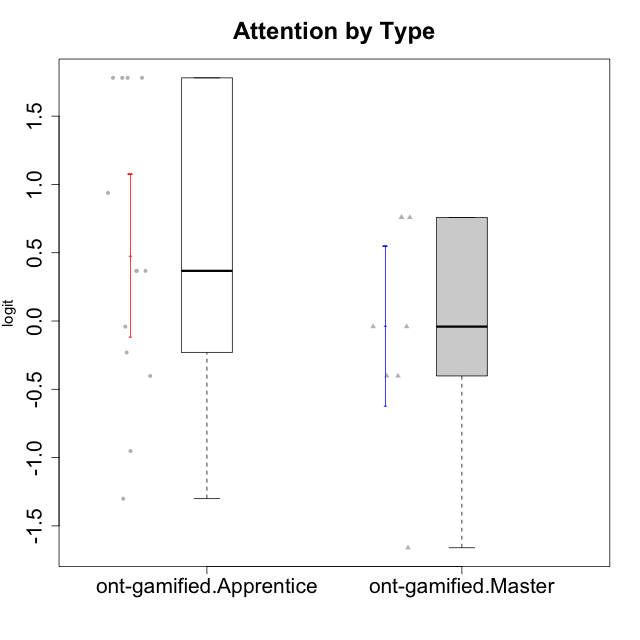 Attention by Type
logit
1.5
1.0
0.5
0.0
-0.5
-1.0
-1.5
ont-gamified.Apprentice
ont-gamified.Master